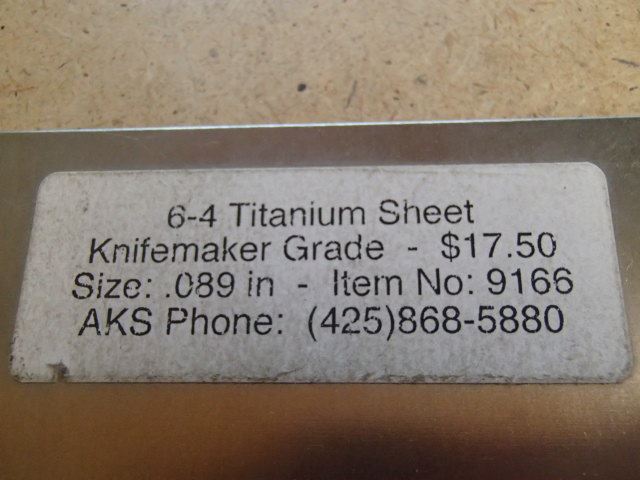 6-4 Titanium Sheet
Knifemaker Grade - $17.50
Size: .089 in - Item No: 9166
AKS Phone: (425)868-5880